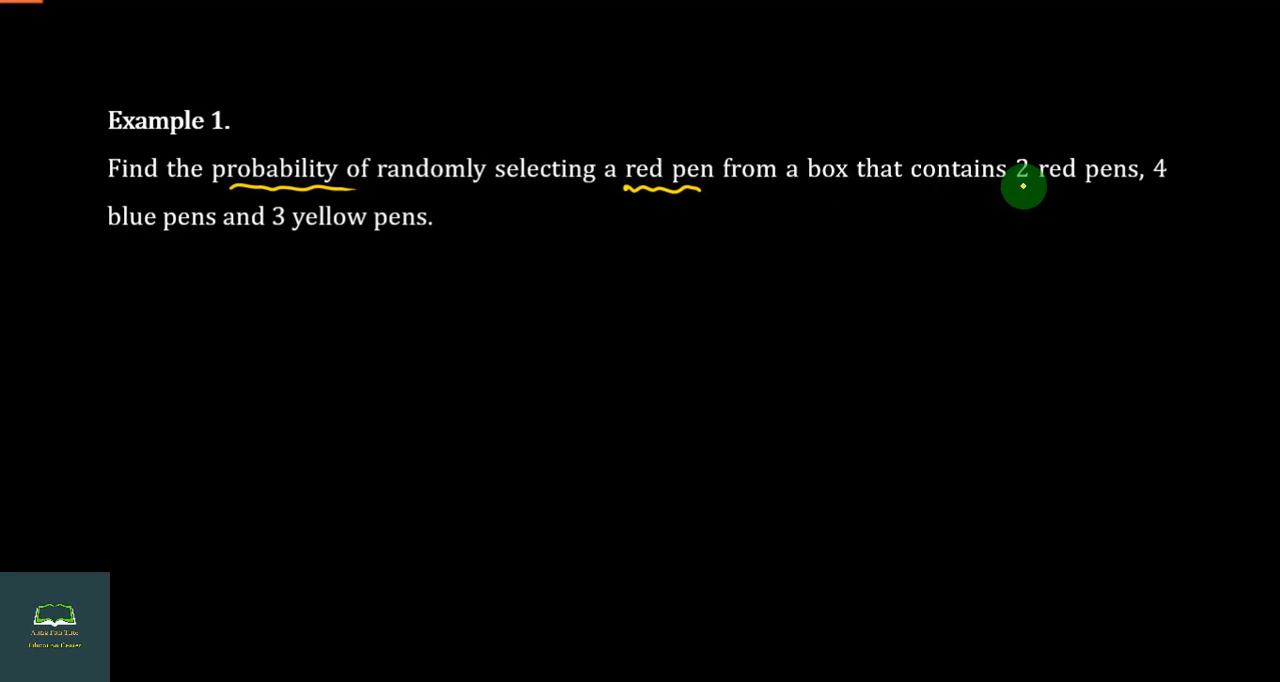 Example 1.
Find the probability of randomly selecting a red pen from a box that contains 2 red pens, 4
blue pens and 3 yellow pens.